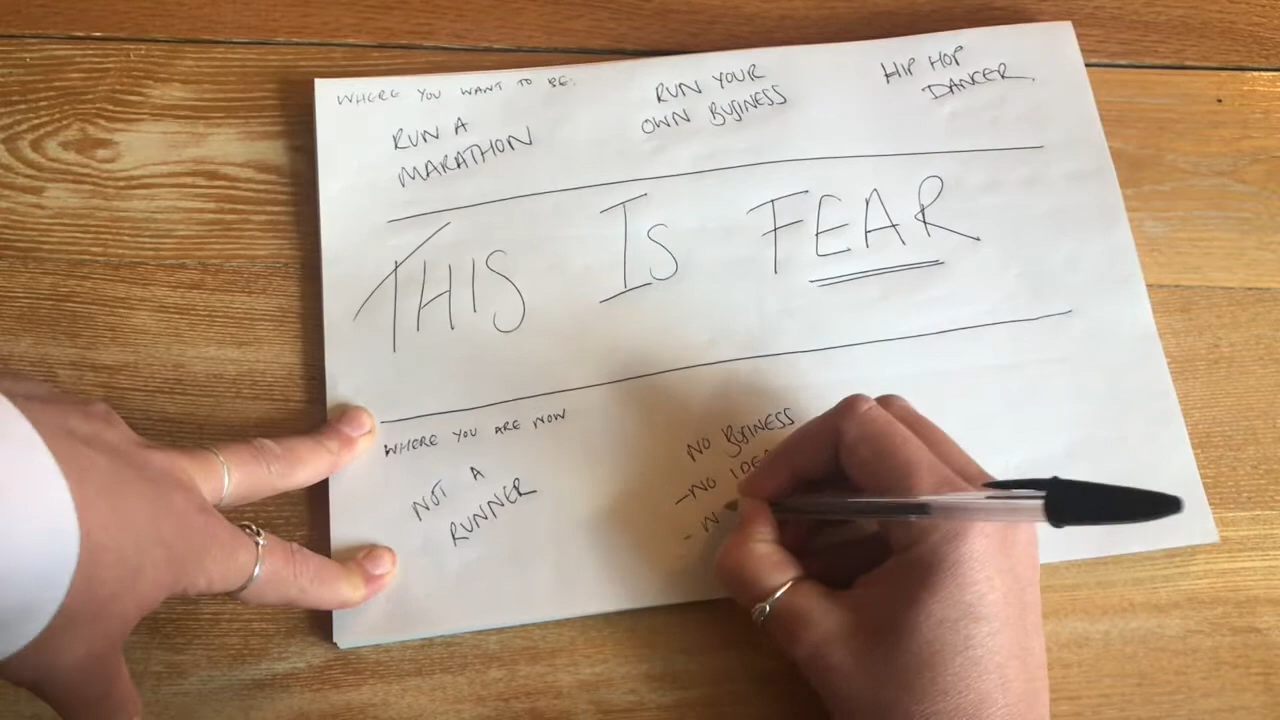 WHERE YOU WANT TO BE:
RUN A
MARATHON
RUN YOUR
OWN BUSINESS
HIP HOP
DANCER.
THIS IS FEAR
WHERE YOU ARE NOW
NOT A
RUNNER
NO BUSINESS
-NO